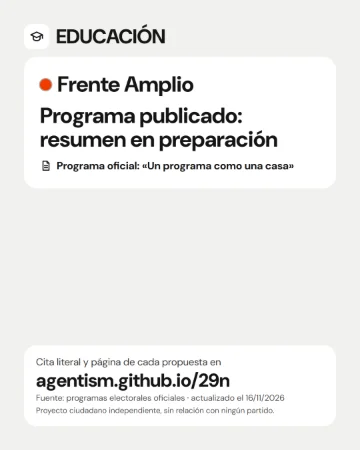 EDUCACIÓN
Frente Amplio
Programa publicado:
resumen en preparación
Programa oficial: «Un programa como una casa»
Cita literal y página de cada propuesta en
agentism.github.io/29n
Fuente: programas electorales oficiales · actualizado el 16/11/2026
Proyecto ciudadano independiente, sin relación con ningún partido.